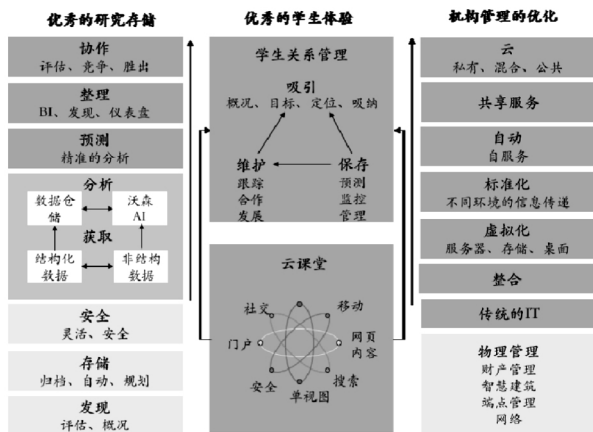 优秀的研究存储
协作
评估、竞争、胜出
整理
BI、发现、仪表盘
预测
精准的分析
分析
数据仓
储
沃森
AI
获取
结构化
数据
非结构
数据
安全
灵活、安全
存储
归档、自动、规划
发现
评估、概况
优秀的学生体验
学生关系管理
吸引
概况、目标、定位、吸纳
维护
跟踪
合作
发展
保存
预测
监控
管理
云课堂
社交
移动
门户
网页
内容
安全
搜索
单视图
机构管理的优化
云
私有、混合、公共
共享服务
自动
自服务
标准化
不同环境的信息传递
虚拟化
服务器、存储、桌面
整合
传统的IT
物理管理
财产管理
智慧建筑
端点管理
网络